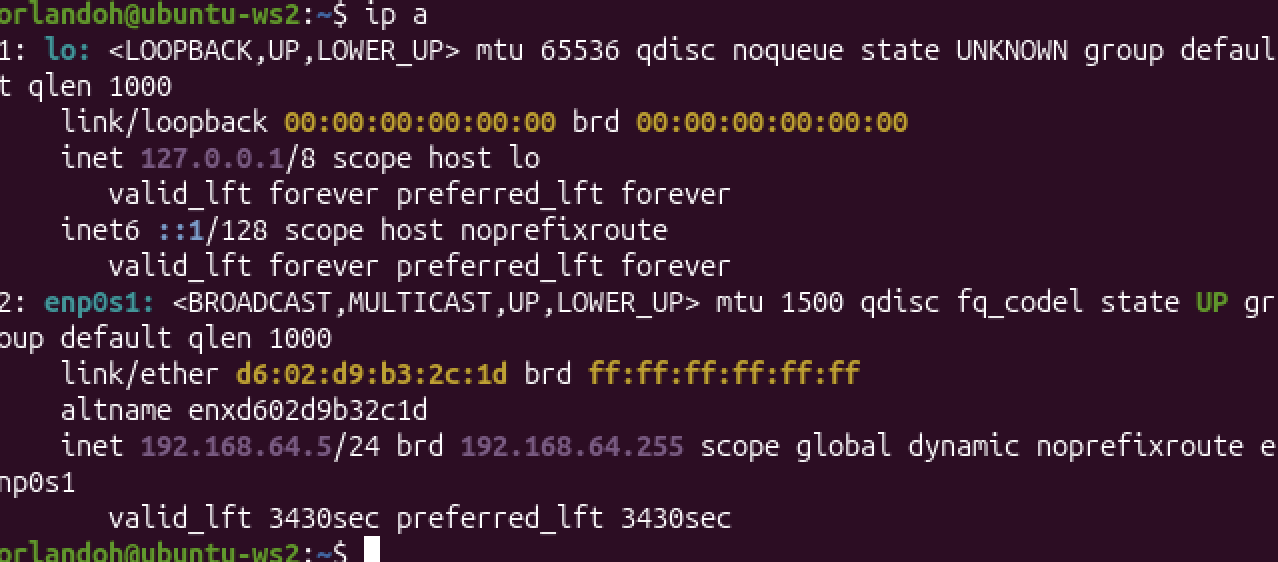 orlandoh@ubuntu-ws2:~$ ip a
1: lo: <LOOPBACK,UP,LOWER_UP> mtu 65536 qdisc noqueue state UNKNOWN group defaul
t qlen 1000
    link/loopback 00:00:00:00:00:00 brd 00:00:00:00:00:00
    inet 127.0.0.1/8 scope host lo
       valid_lft forever preferred_lft forever
    inet6 ::1/128 scope host noprefixroute
       valid_lft forever preferred_lft forever
2: enp0s1: <BROADCAST,MULTICAST,UP,LOWER_UP> mtu 1500 qdisc fq_codel state UP gr
oup default qlen 1000
    link/ether d6:02:d9:b3:2c:1d brd ff:ff:ff:ff:ff:ff
    altname enxd602d9b32c1d
    inet 192.168.64.5/24 brd 192.168.64.255 scope global dynamic noprefixroute e
np0s1
       valid_lft 3430sec preferred_lft 3430sec
orlandoh@ubuntu-ws2:~$